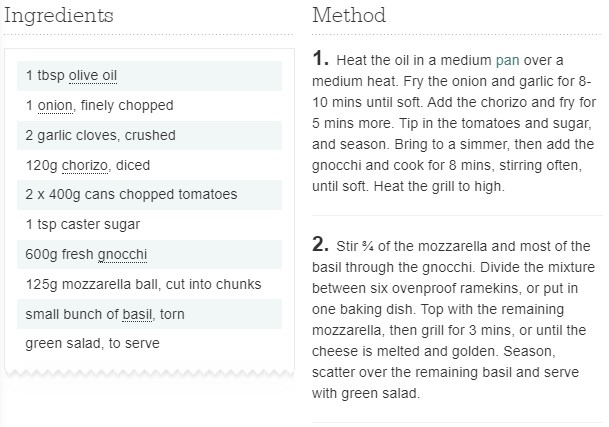 Ingredients
1 tbsp olive oil
1 onion, finely chopped
2 garlic cloves, crushed
120g chorizo, diced
2 x 400g cans chopped tomatoes
1 tsp caster sugar
600g fresh gnocchi
125g mozzarella ball, cut into chunks
small bunch of basil, torn
green salad, to serve
Method
1. Heat the oil in a medium pan over a
medium heat. Fry the onion and garlic for 8-
10 mins until soft. Add the chorizo and fry for
5 mins more. Tip in the tomatoes and sugar,
and season. Bring to a simmer, then add the
gnocchi and cook for 8 mins, stirring often,
until soft. Heat the grill to high.
2. Stir ¾ of the mozzarella and most of the
basil through the gnocchi. Divide the mixture
between six ovenproof ramekins, or put in
one baking dish. Top with the remaining
mozzarella, then grill for 3 mins, or until the
cheese is melted and golden. Season,
scatter over the remaining basil and serve
with green salad.